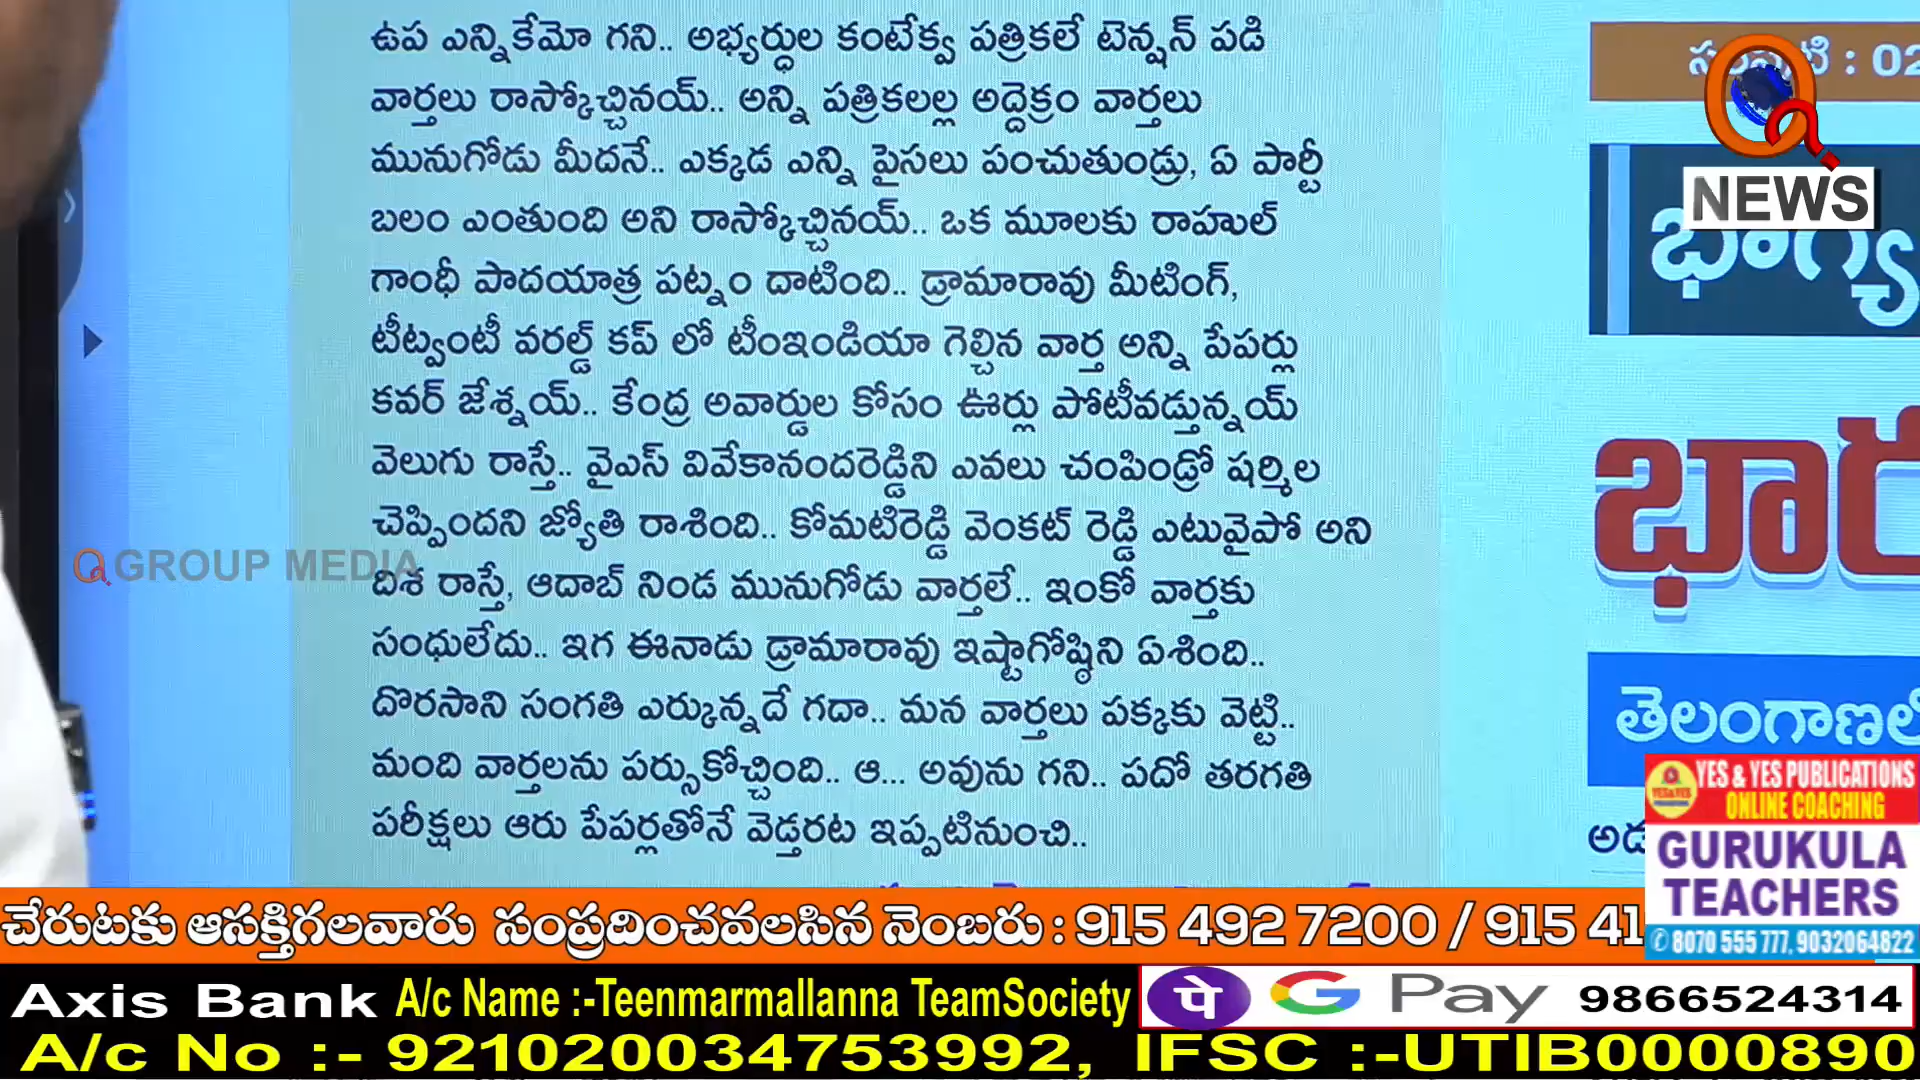 ఉప ఎన్నికేమో గని.. అభ్యర్థుల కంటేక్వ పత్రికలే టెన్షన్ పడి
వార్తలు రాస్కోచ్చినయ్.. అన్ని పత్రికలల్ల అద్దెక్రం వార్తలు
మునుగోడు మీదనే.. ఎక్కడ ఎన్ని పైసలు పంచుతుండ్రు, ఏ పార్టీ
బలం ఎంతుంది అని రాస్కోచ్చినయ్.. ఒక మూలకు రాహుల్
గాంధీ పాదయాత్ర పట్నం దాటింది.. డ్రామారావు మీటింగ్,
టీట్వంటీ వరల్డ్ కప్ లో టీంఇండియా గెల్చిన వార్త అన్ని పేపర్లు
కవర్ జేశ్నయ్.. కేంద్ర అవార్డుల కోసం ఊర్లు పోటీవడ్తున్నయ్
వెలుగు రాస్తే.. వైఎస్ వివేకానందరెడ్డిని ఎవలు చంపిండ్రో షర్మిల
చెప్పిందని జ్యోతి రాశింది.. కోమటిరెడ్డి వెంకట్ రెడ్డి ఎటువైపో అని
దిశ రాస్తే, ఆదాబ్ నిండ మునుగోడు వార్తలే.. ఇంకో వార్తకు
సంధులేదు.. ఇగ ఈనాడు డ్రామారావు ఇష్టాగోష్ఠిని ఏశింది..
దొరసాని సంగతి ఎర్కున్నదే గదా.. మన వార్తలు పక్కకు వెట్టి..
మంది వార్తలను పర్సుకోచ్చింది.. ఆ... అవును గని.. పదో తరగతి
పరీక్షలు ఆరు పేపర్లతోనే వెడ్తరట ఇప్పటినుంచి..
GROUP MEDIA
: 02
NEWS
భాగ్య
తెలంగాణ
YES & YES PUBLICATIONS
ONLINE COACHING
GURUKULA
TEACHERS
8070 555 777, 9032064822
చేరుటకు ఆసక్తిగలవారు సంప్రదించవలసిన నెంబరు : 915 492 7200 / 915 41
Axis Bank A/c Name :-Teenmarmallanna TeamSociety
పే G Pay 9866524314
A/c No :- 921020034753992, IFSC :-UTIB0000890